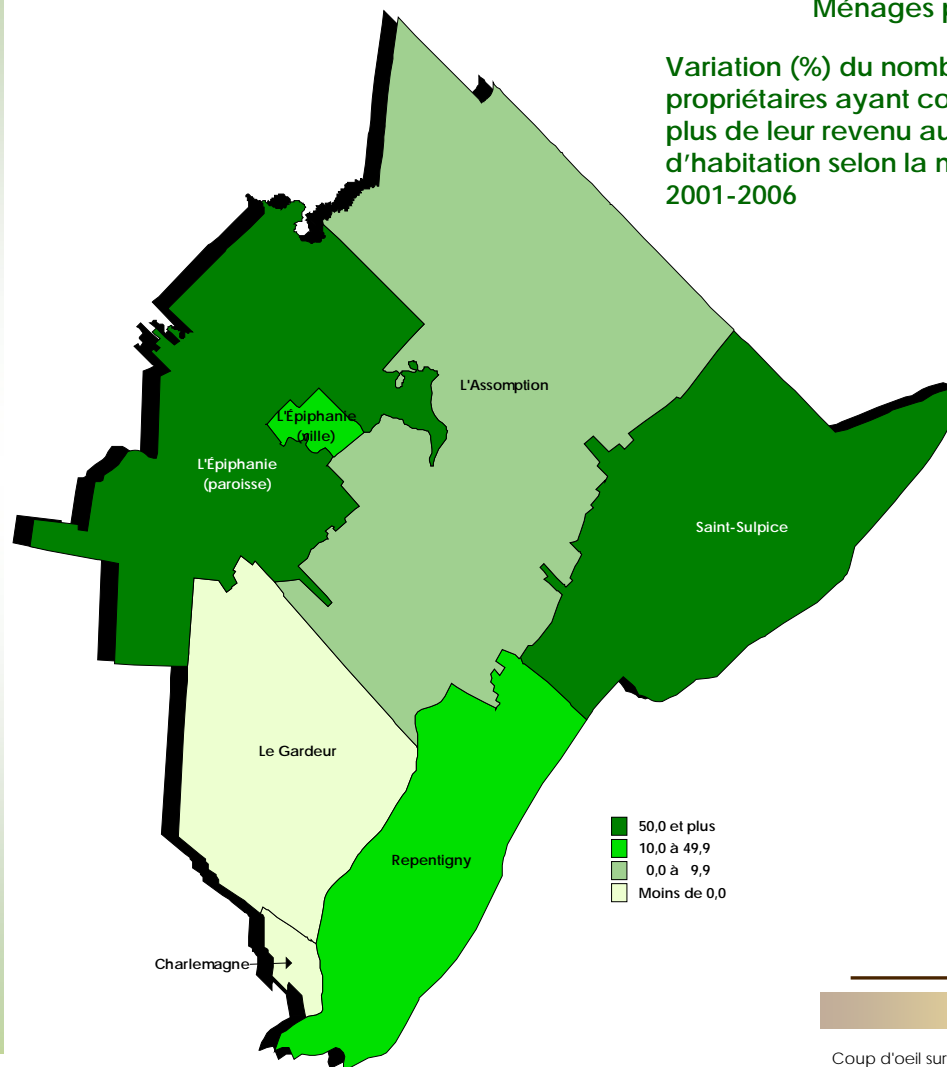 Ménages p
Variation (%) du nomb
propriétaires ayant co
plus de leur revenu au
d'habitation selon la m
2001-2006
L'Assomption
L'Épiphanie
(ville)
L'Épiphanie
(paroisse)
Saint-Sulpice
Le Gardeur
50,0 et plus
10,0 à 49,9
0,0 à 9,9
Moins de 0,0
Repentigny
Charlemagne
Coup d'oeil sur